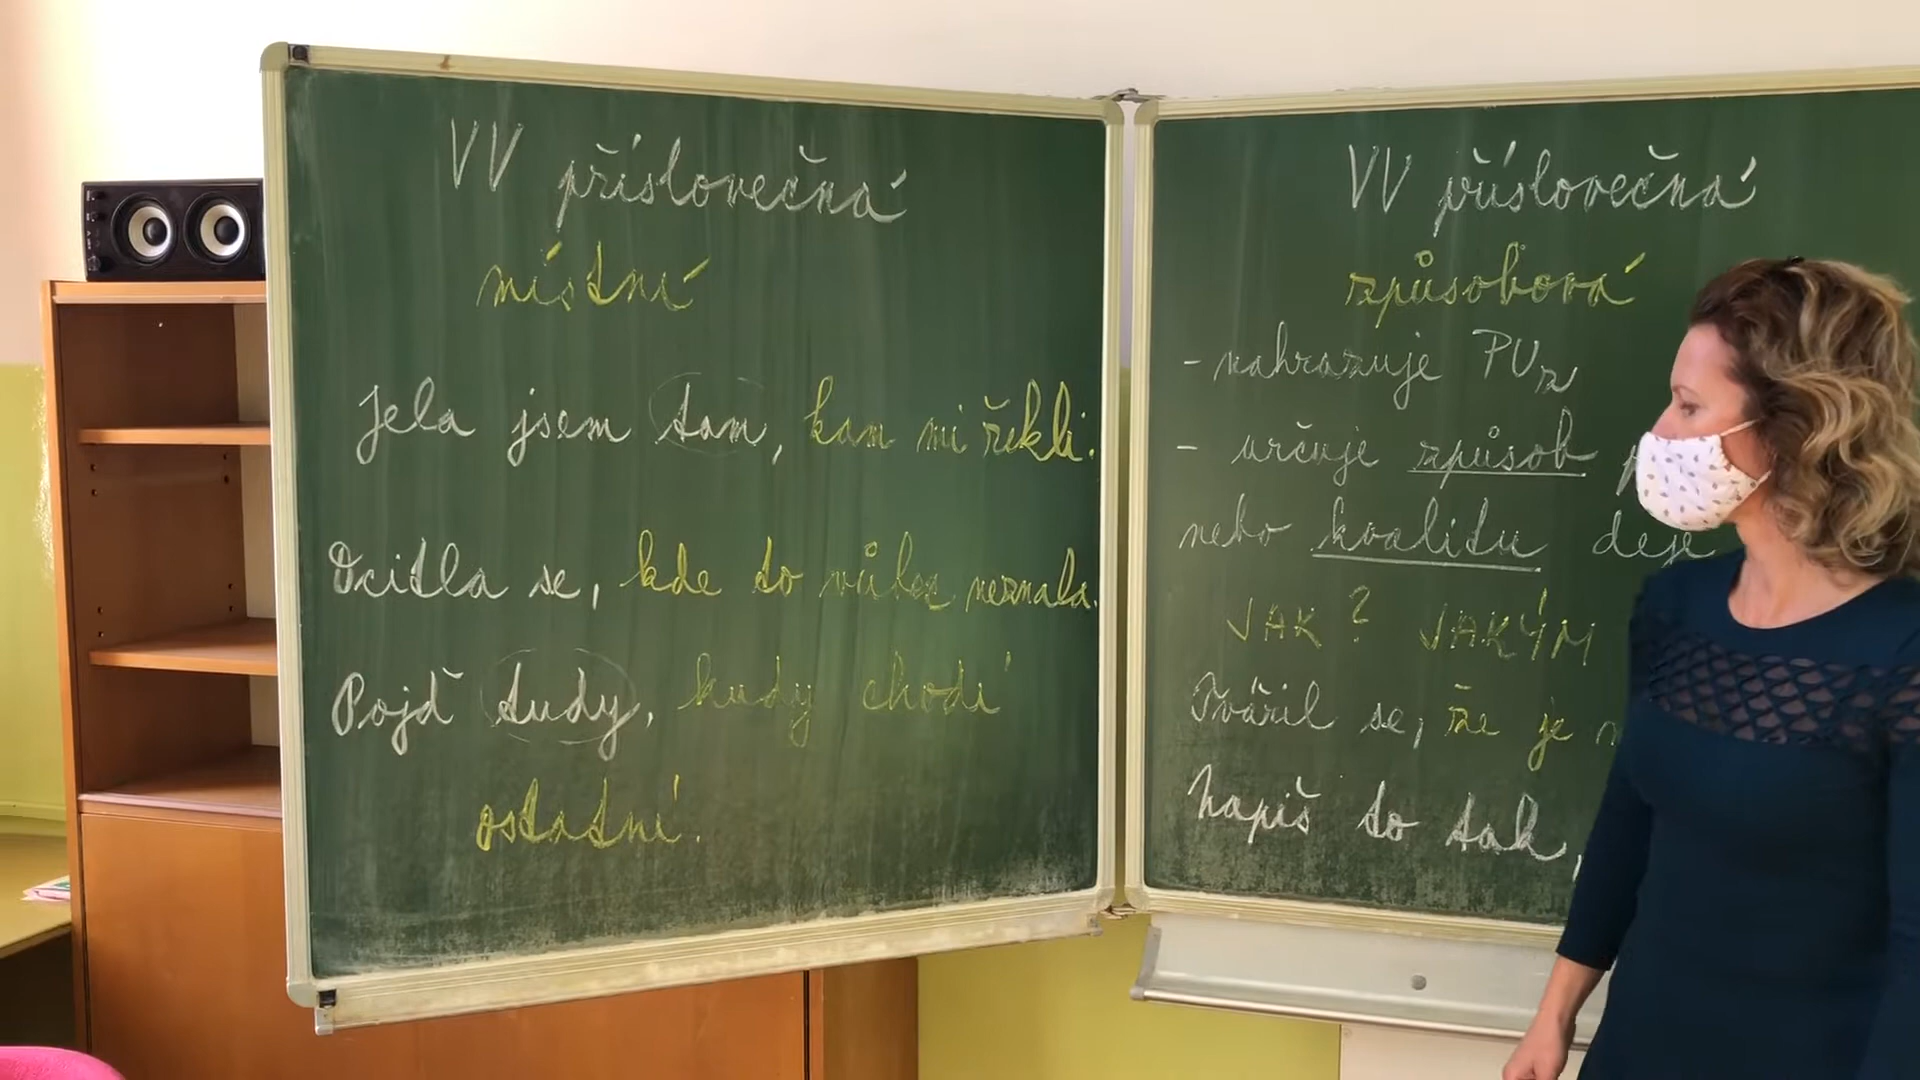 VV příslovečná
místní
Jela jsem tam, kam mi řekli.
Ocitla se, kde to vůbec neznala.
Pojď tudy, kudy chodí
ostatní.
VV příslovečná
způsobová
- nahrazuje PUz
- určuje způsob
nebo kvalitu děje
JAK? JAKÝM
Tvářil se, že je
Napiš to tak,